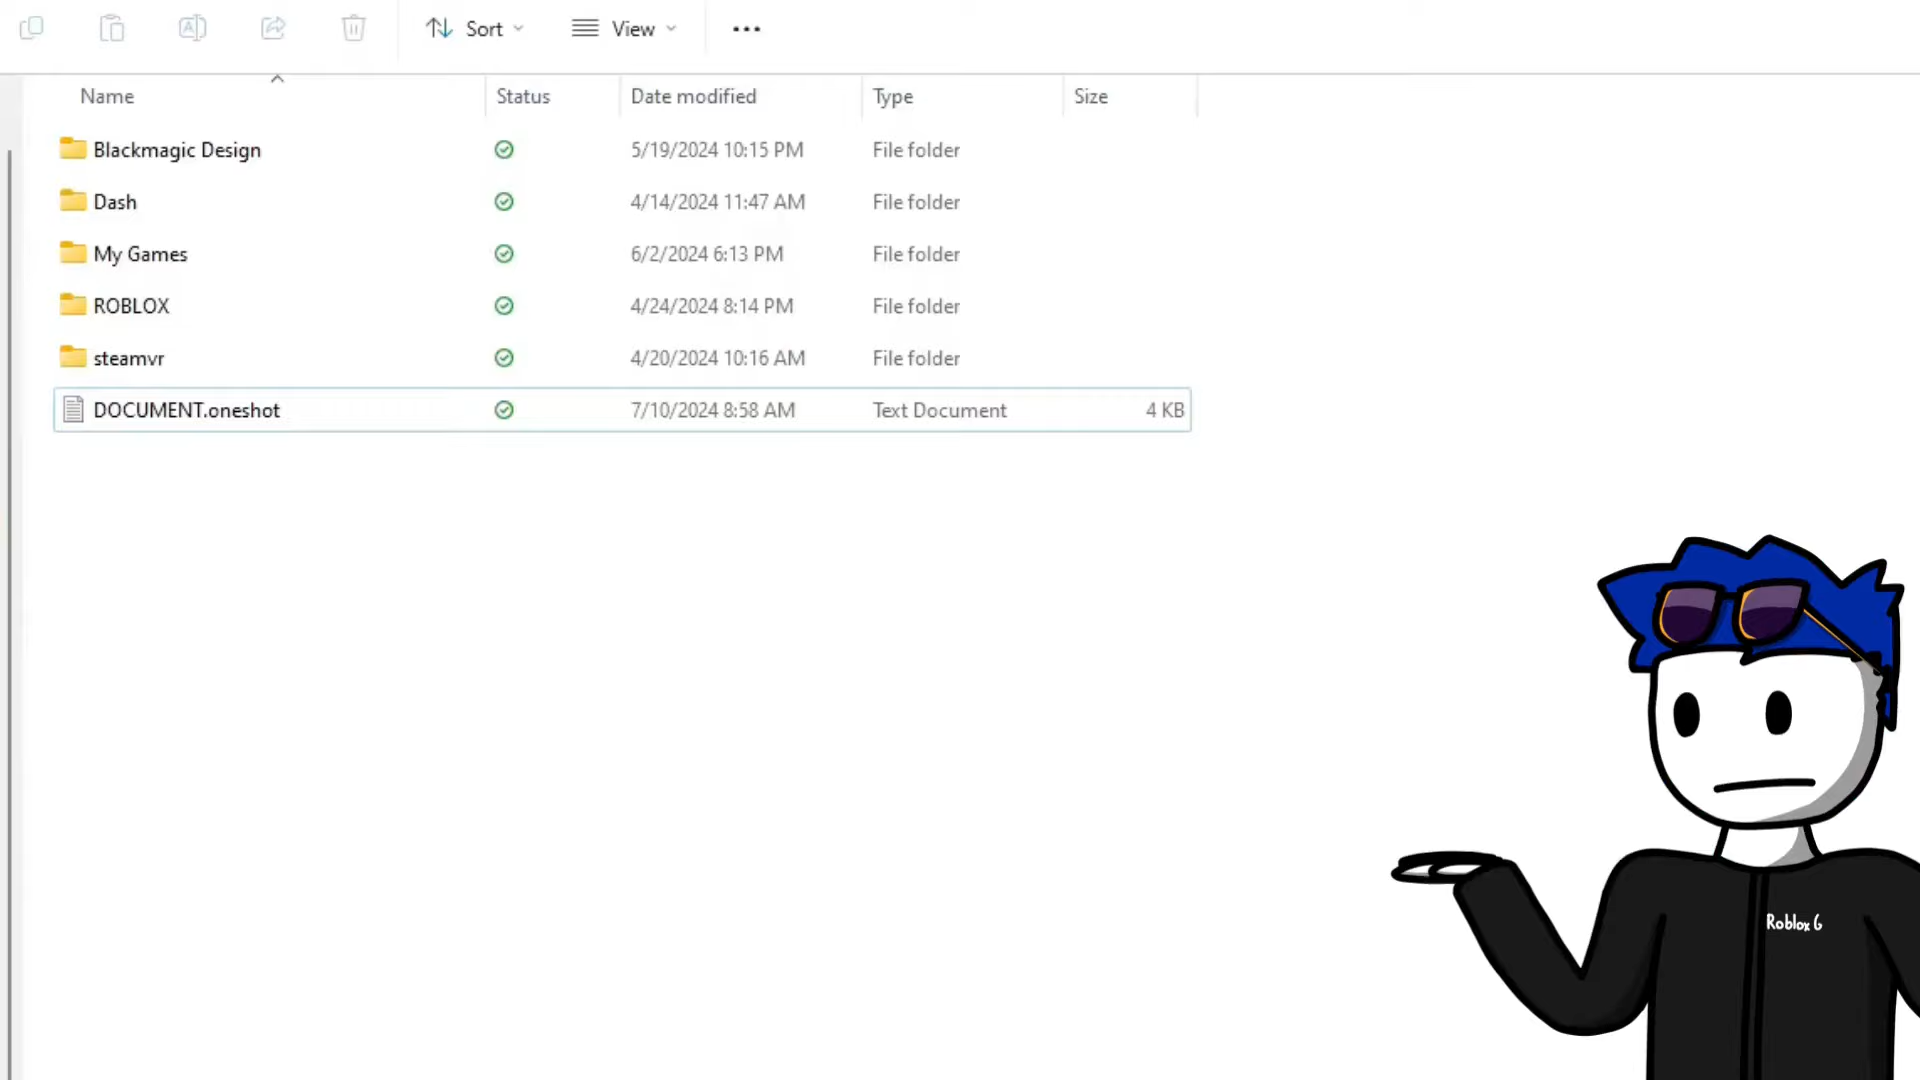 Sort View
Name Status Date modified Type Size
Blackmagic Design 5/19/2024 10:15 PM File folder
Dash 4/14/2024 11:47 AM File folder
My Games 6/2/2024 6:13 PM File folder
ROBLOX 4/24/2024 8:14 PM File folder
steamvr 4/20/2024 10:16 AM File folder
DOCUMENT.oneshot 7/10/2024 8:58 AM Text Document 4 KB
Roblox G